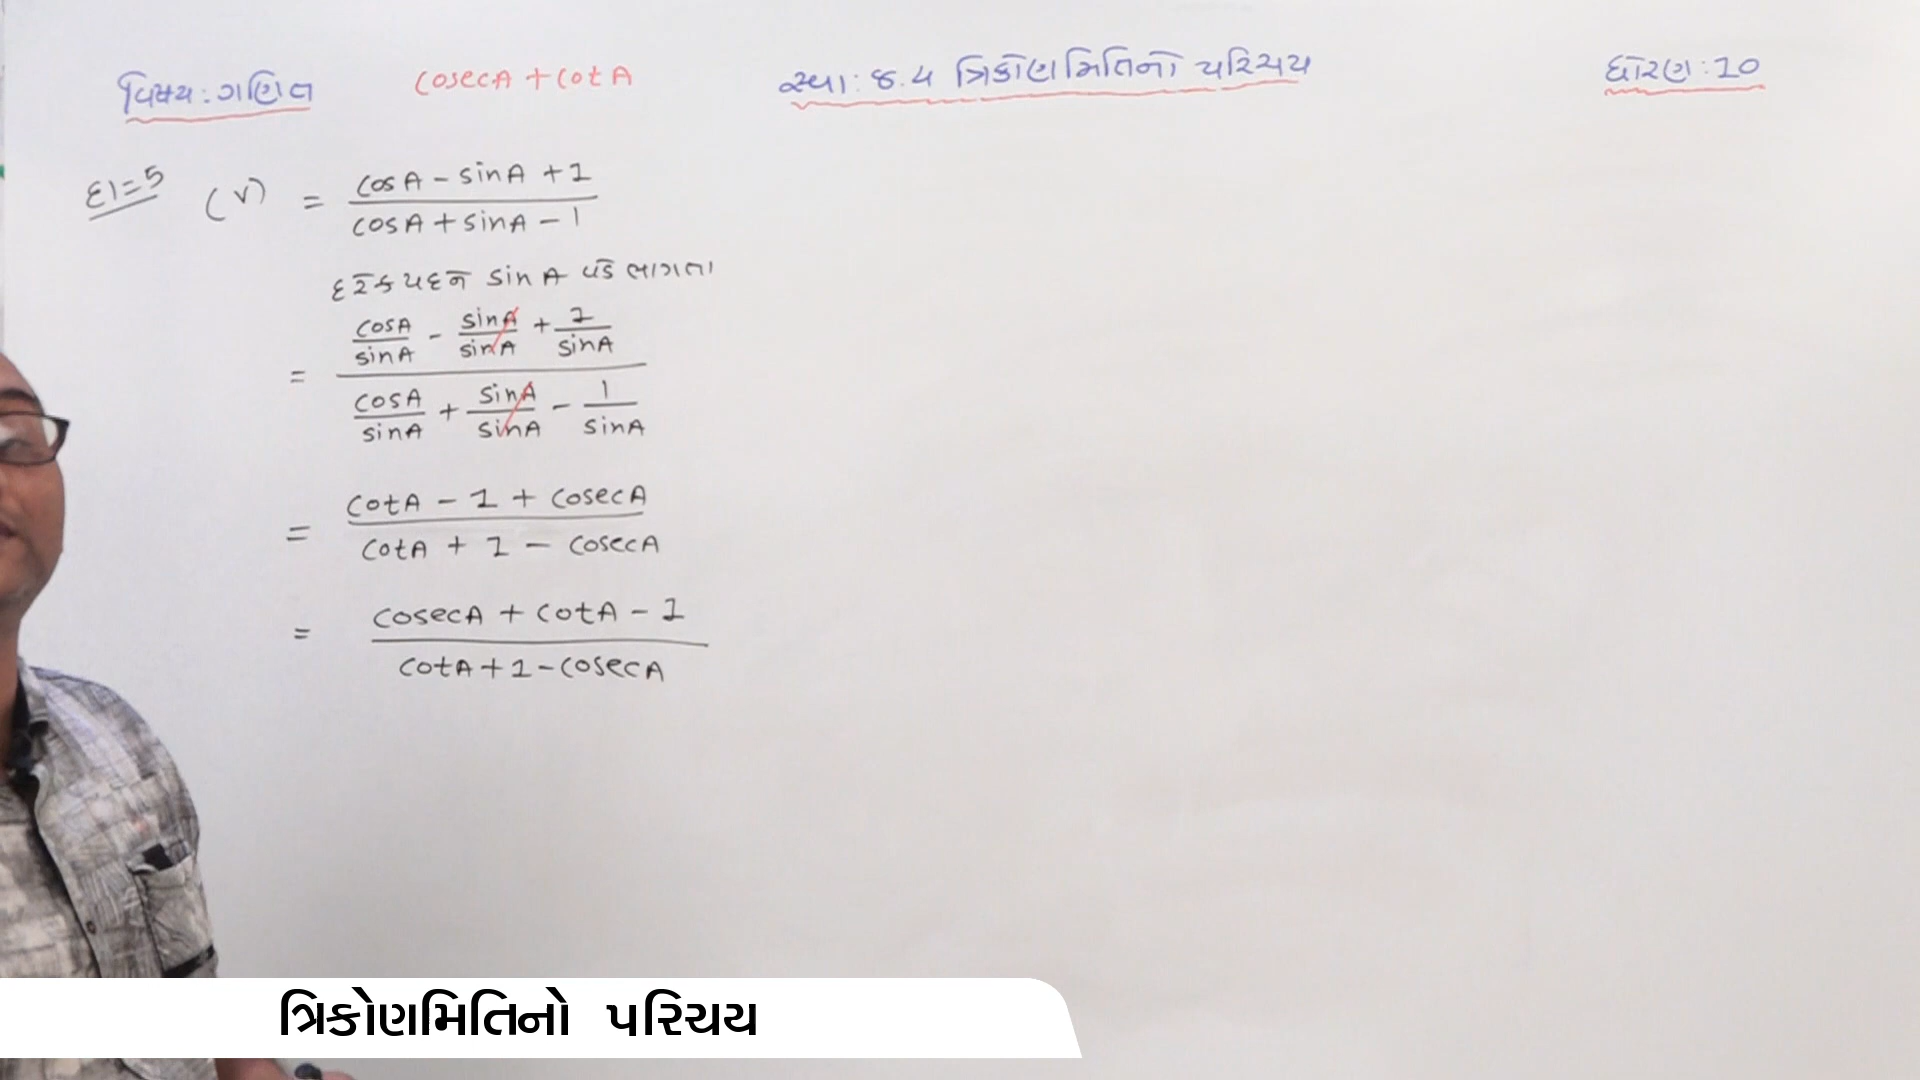 વિષય : ગણિત
cosecA + cotA
સ્વા : 8.4 ત્રિકોણમિતિનો પરિચય
ધોરણ : 10
દા=5 (v) = (cosA - sinA + 1) / (cosA + sinA - 1)
દરેક પદને sinA વડે ભાગતા
= (cosA/sinA - sinA/sinA + 1/sinA) / (cosA/sinA + sinA/sinA - 1/sinA)
= (cotA - 1 + cosecA) / (cotA + 1 - cosecA)
= (cosecA + cotA - 1) / (cotA + 1 - cosecA)
ત્રિકોણમિતિનો પરિચય